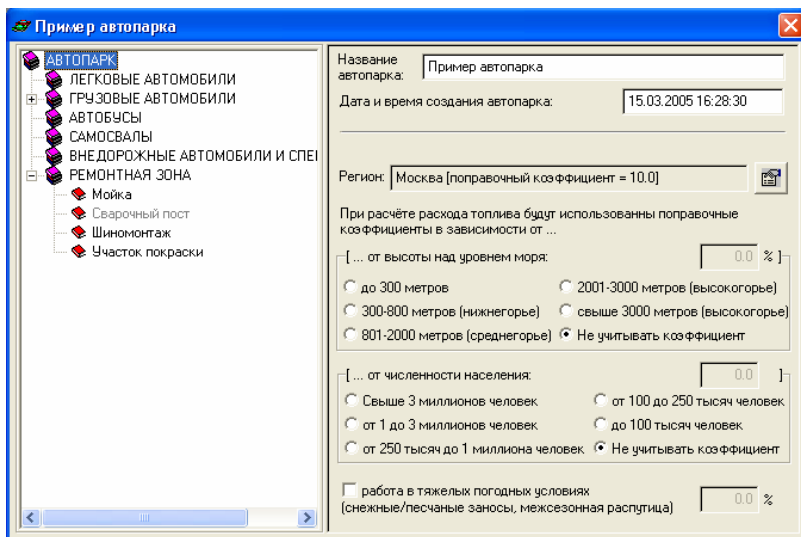 Пример автопарка
АВТОПАРК
ЛЕГКОВЫЕ АВТОМОБИЛИ
ГРУЗОВЫЕ АВТОМОБИЛИ
АВТОБУСЫ
САМОСВАЛЫ
ВНЕДОРОЖНЫЕ АВТОМОБИЛИ И СПЕІ
РЕМОНТНАЯ ЗОНА
Мойка
Сварочный пост
Шиномонтаж
Участок покраски
Название
автопарка: Пример автопарка
Дата и время создания автопарка: 15.03.2005 16:28:30
Регион: Москва [поправочный коэффициент = 10.0]
При расчёте расхода топлива будут использованны поправочные
коэффициенты в зависимости от ...
[ ... от высоты над уровнем моря: 0.0 % ]
до 300 метров 2001-3000 метров (высокогорье)
300-800 метров (нижнегорье) свыше 3000 метров (высокогорье)
801-2000 метров (среднегорье) Не учитывать коэффициент
[ ... от численности населения: 0.0 ]
Свыше 3 миллионов человек от 100 до 250 тысяч человек
от 1 до 3 миллионов человек до 100 тысяч человек
от 250 тысяч до 1 миллиона человек Не учитывать коэффициент
работа в тяжелых погодных условиях
(снежные/песчаные заносы, межсезонная распутица) 0.0 %